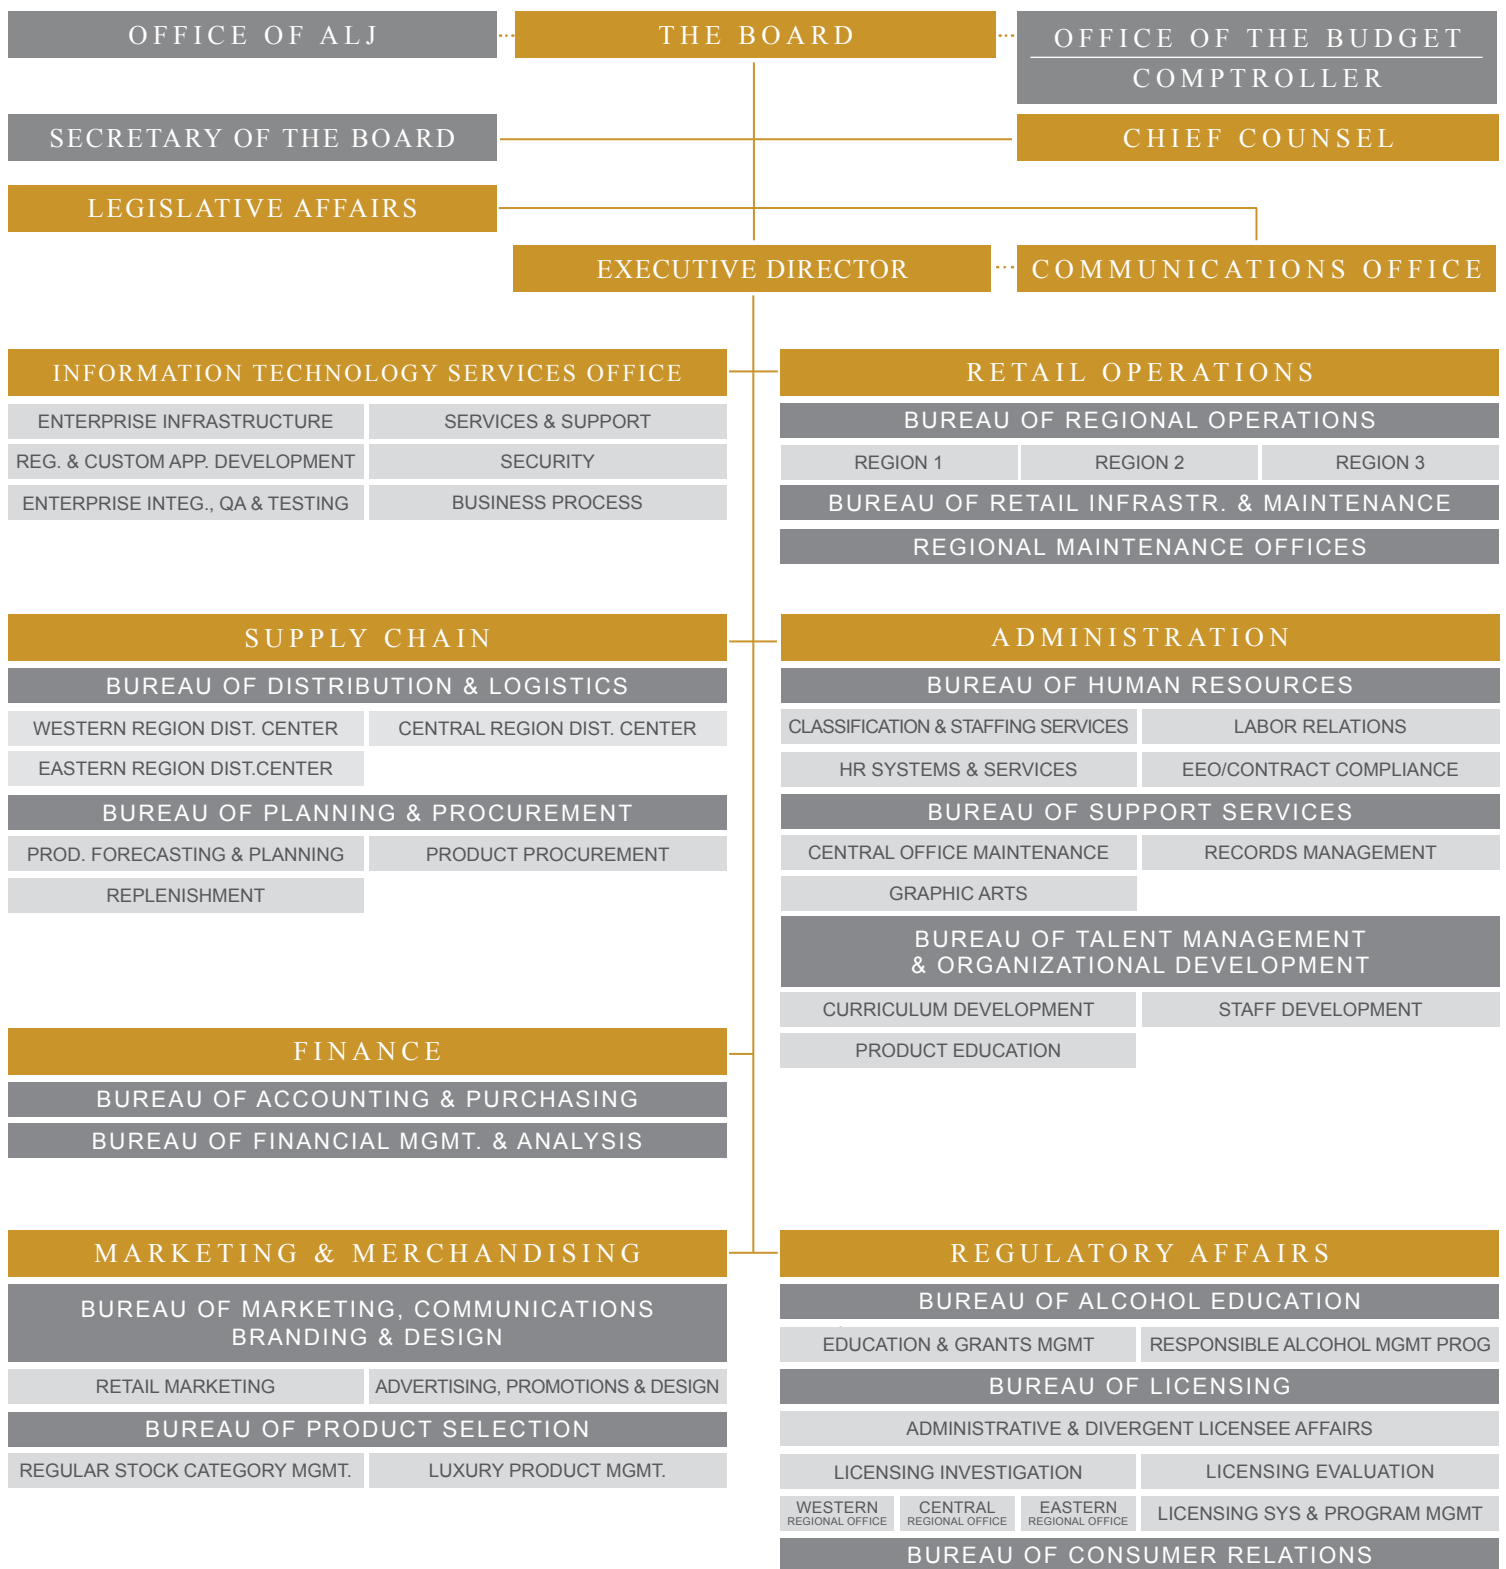 OFFICE OF ALJ
THE BOARD
OFFICE OF THE BUDGET
COMPTROLLER
SECRETARY OF THE BOARD
CHIEF COUNSEL
LEGISLATIVE AFFAIRS
EXECUTIVE DIRECTOR
COMMUNICATIONS OFFICE
INFORMATION TECHNOLOGY SERVICES OFFICE
ENTERPRISE INFRASTRUCTURE
SERVICES & SUPPORT
REG. & CUSTOM APP. DEVELOPMENT
SECURITY
ENTERPRISE INTEG., QA & TESTING
BUSINESS PROCESS
RETAIL OPERATIONS
BUREAU OF REGIONAL OPERATIONS
REGION 1
REGION 2
REGION 3
BUREAU OF RETAIL INFRASTR. & MAINTENANCE
REGIONAL MAINTENANCE OFFICES
SUPPLY CHAIN
BUREAU OF DISTRIBUTION & LOGISTICS
WESTERN REGION DIST. CENTER
CENTRAL REGION DIST. CENTER
EASTERN REGION DIST.CENTER
BUREAU OF PLANNING & PROCUREMENT
PROD. FORECASTING & PLANNING
PRODUCT PROCUREMENT
REPLENISHMENT
ADMINISTRATION
BUREAU OF HUMAN RESOURCES
CLASSIFICATION & STAFFING SERVICES
LABOR RELATIONS
HR SYSTEMS & SERVICES
EEO/CONTRACT COMPLIANCE
BUREAU OF SUPPORT SERVICES
CENTRAL OFFICE MAINTENANCE
RECORDS MANAGEMENT
GRAPHIC ARTS
BUREAU OF TALENT MANAGEMENT
& ORGANIZATIONAL DEVELOPMENT
CURRICULUM DEVELOPMENT
STAFF DEVELOPMENT
PRODUCT EDUCATION
FINANCE
BUREAU OF ACCOUNTING & PURCHASING
BUREAU OF FINANCIAL MGMT. & ANALYSIS
MARKETING & MERCHANDISING
BUREAU OF MARKETING, COMMUNICATIONS
BRANDING & DESIGN
RETAIL MARKETING
ADVERTISING, PROMOTIONS & DESIGN
BUREAU OF PRODUCT SELECTION
REGULAR STOCK CATEGORY MGMT.
LUXURY PRODUCT MGMT.
REGULATORY AFFAIRS
BUREAU OF ALCOHOL EDUCATION
EDUCATION & GRANTS MGMT
RESPONSIBLE ALCOHOL MGMT PROG
BUREAU OF LICENSING
ADMINISTRATIVE & DIVERGENT LICENSEE AFFAIRS
LICENSING INVESTIGATION
LICENSING EVALUATION
WESTERN
REGIONAL OFFICE
CENTRAL
REGIONAL OFFICE
EASTERN
REGIONAL OFFICE
LICENSING SYS & PROGRAM MGMT
BUREAU OF CONSUMER RELATIONS